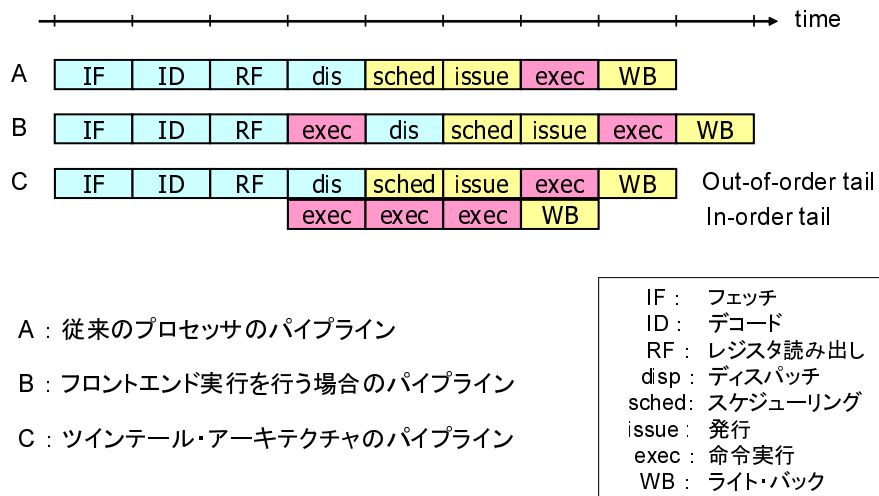 time
A IF ID RF dis sched issue exec WB
B IF ID RF exec dis sched issue exec WB
C IF ID RF dis sched issue exec WB Out-of-order tail
exec exec exec WB In-order tail
A : 従来のプロセッサのパイプライン
B : フロントエンド実行を行う場合のパイプライン
C : ツインテール・アーキテクチャのパイプライン
IF : フェッチ
ID : デコード
RF : レジスタ読み出し
disp : ディスパッチ
sched: スケジューリング
issue : 発行
exec : 命令実行
WB : ライト・バック